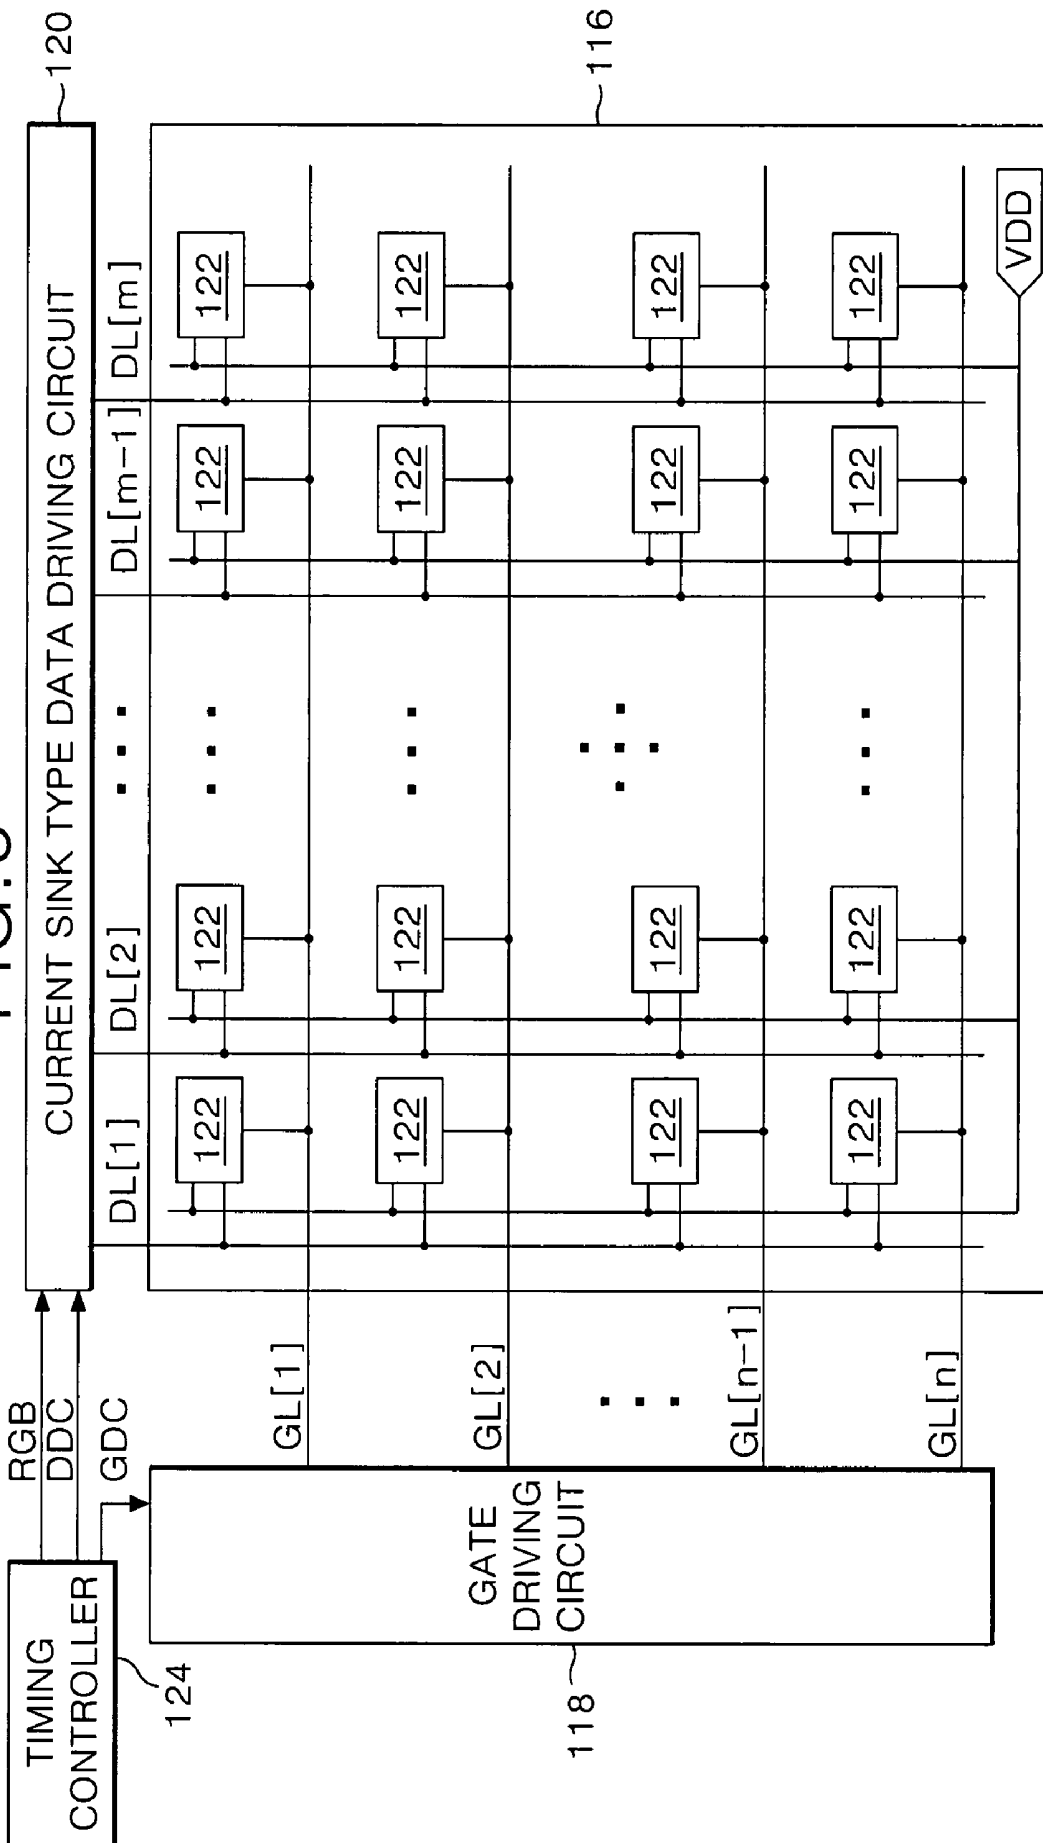 CURRENT SINK TYPE DATA DRIVING CIRCUIT
120
TIMING
CONTROLLER
124
RGB
DDC
GDC
DL[1]
DL[2]
DL[m-1]
DL[m]
116
122 122 122 122
GL[1]
122 122 122 122
GL[2]
122 122 122 122
GL[n-1]
122 122 122 122
GL[n]
GATE
DRIVING
CIRCUIT
118
VDD